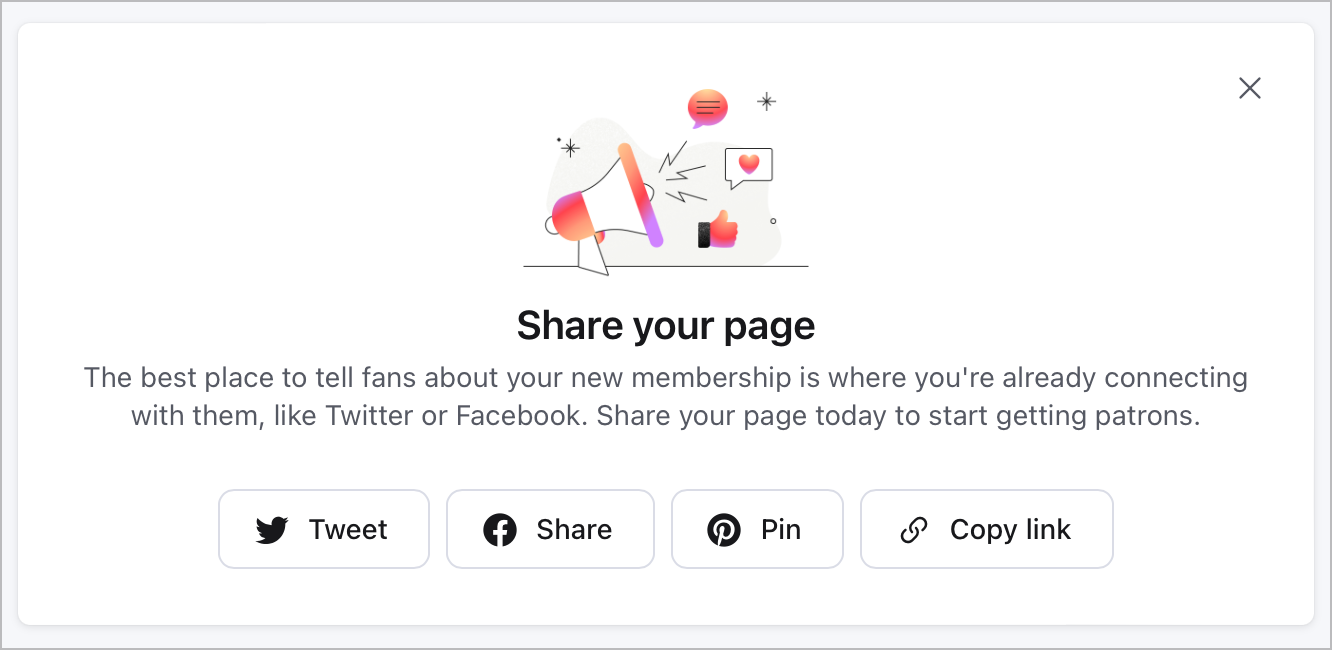 Share your page
The best place to tell fans about your new membership is where you're already connecting
with them, like Twitter or Facebook. Share your page today to start getting patrons.
Tweet
Share
Pin
Copy link